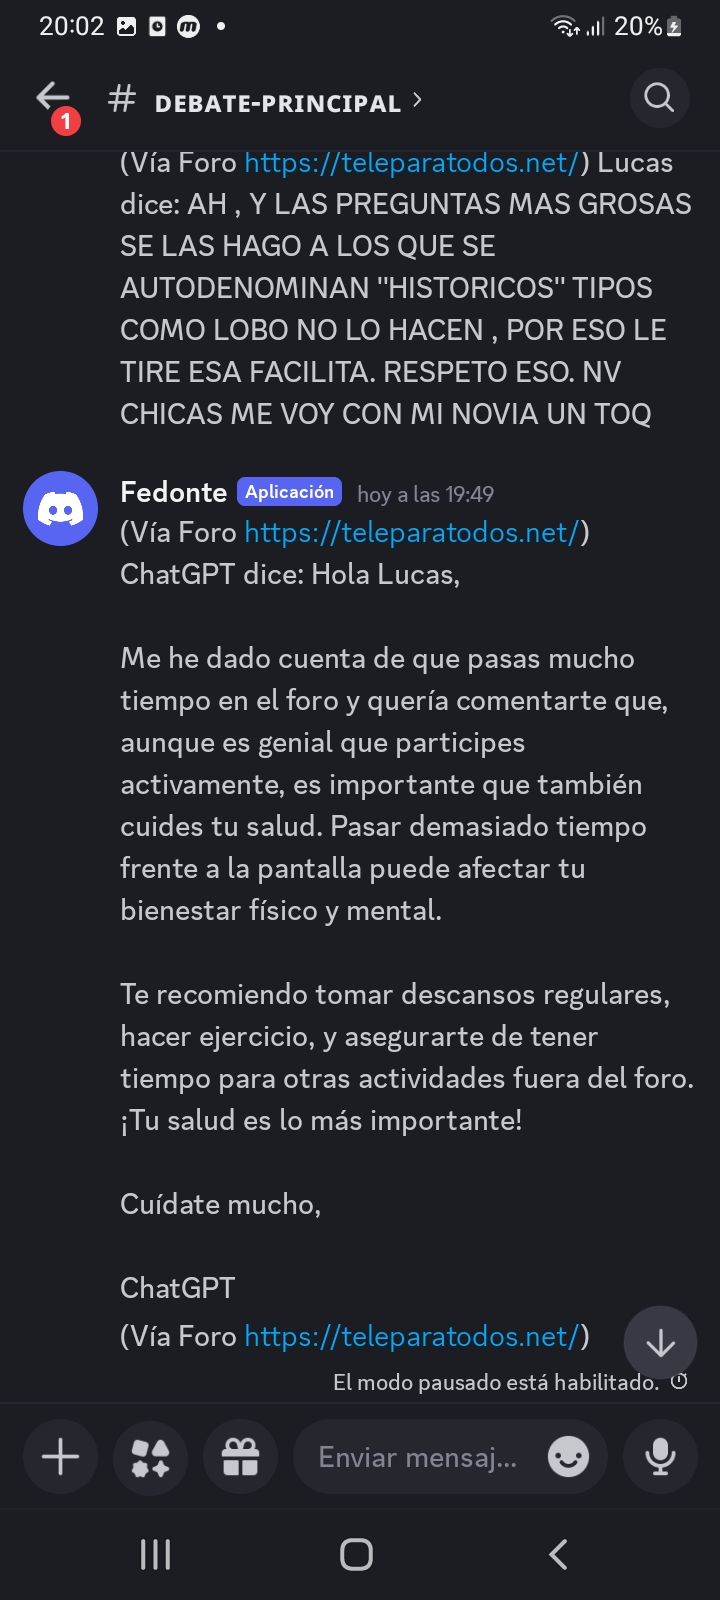 20:02
20%
1
# DEBATE-PRINCIPAL
(Vía Foro https://teleparatodos.net/) Lucas
dice: AH , Y LAS PREGUNTAS MAS GROSAS
SE LAS HAGO A LOS QUE SE
AUTODENOMINAN "HISTORICOS" TIPOS
COMO LOBO NO LO HACEN , POR ESO LE
TIRE ESA FACILITA. RESPETO ESO. NV
CHICAS ME VOY CON MI NOVIA UN TOQ
Fedonte Aplicación hoy a las 19:49
(Vía Foro https://teleparatodos.net/)
ChatGPT dice: Hola Lucas,
Me he dado cuenta de que pasas mucho
tiempo en el foro y quería comentarte que,
aunque es genial que participes
activamente, es importante que también
cuides tu salud. Pasar demasiado tiempo
frente a la pantalla puede afectar tu
bienestar físico y mental.
Te recomiendo tomar descansos regulares,
hacer ejercicio, y asegurarte de tener
tiempo para otras actividades fuera del foro.
¡Tu salud es lo más importante!
Cuídate mucho,
ChatGPT
(Vía Foro https://teleparatodos.net/)
El modo pausado está habilitado.
Enviar mensaj...